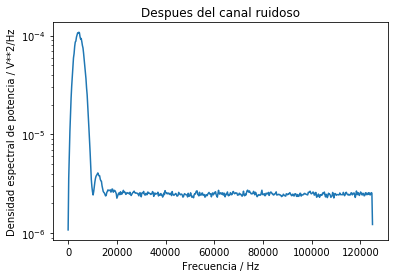 Despues del canal ruidoso
Densidad espectral de potencia / V**2/Hz
10⁻⁴
10⁻⁵
10⁻⁶
0 20000 40000 60000 80000 100000 120000
Frecuencia / Hz